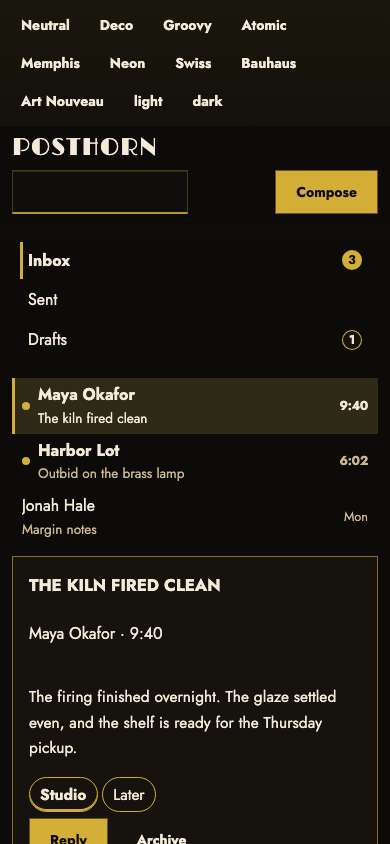 Neutral Deco Groovy Atomic
Memphis Neon Swiss Bauhaus
Art Nouveau light dark
POSTHORN
Compose
Inbox 3
Sent
Drafts 1
Maya Okafor 9:40
The kiln fired clean
Harbor Lot 6:02
Outbid on the brass lamp
Jonah Hale Mon
Margin notes
THE KILN FIRED CLEAN
Maya Okafor · 9:40
The firing finished overnight. The glaze settled
even, and the shelf is ready for the Thursday
pickup.
Studio Later
Reply Archive